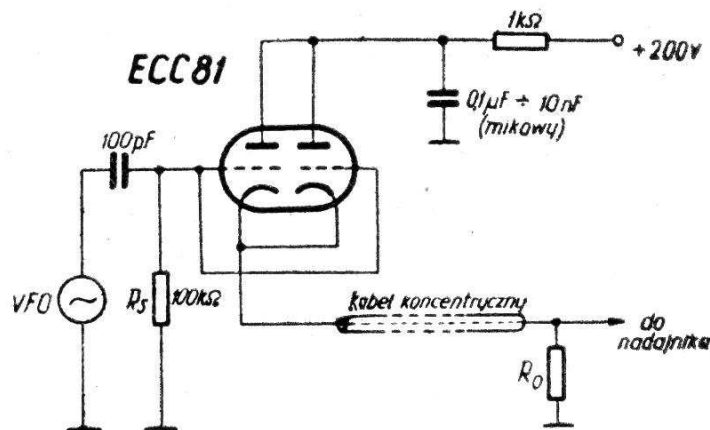 1kΩ
+200V
ECC81
0,1µF ÷ 10nF
(mikowy)
100pF
VFO
Rs
100kΩ
kabel koncentryczny
do
nadajnika
Ro